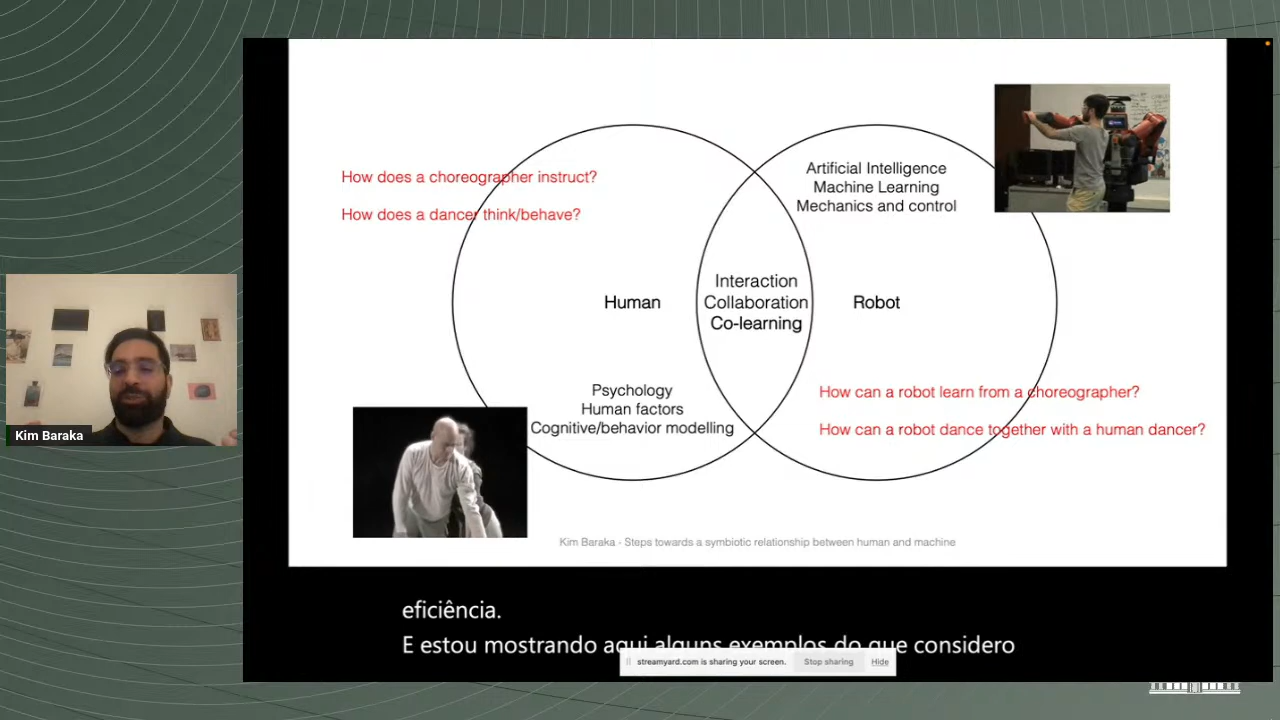 How does a choreographer instruct?
How does a dancer think/behave?
Artificial Intelligence
Machine Learning
Mechanics and control
Human
Interaction
Collaboration
Co-learning
Robot
Psychology
Human factors
Cognitive/behavior modelling
How can a robot learn from a choreographer?
How can a robot dance together with a human dancer?
Kim Baraka - Steps towards a symbiotic relationship between human and machine
Kim Baraka
eficiência.
E estou mostrando aqui alguns exemplos do que considero
streamyard.com is sharing your screen. Stop sharing Hide